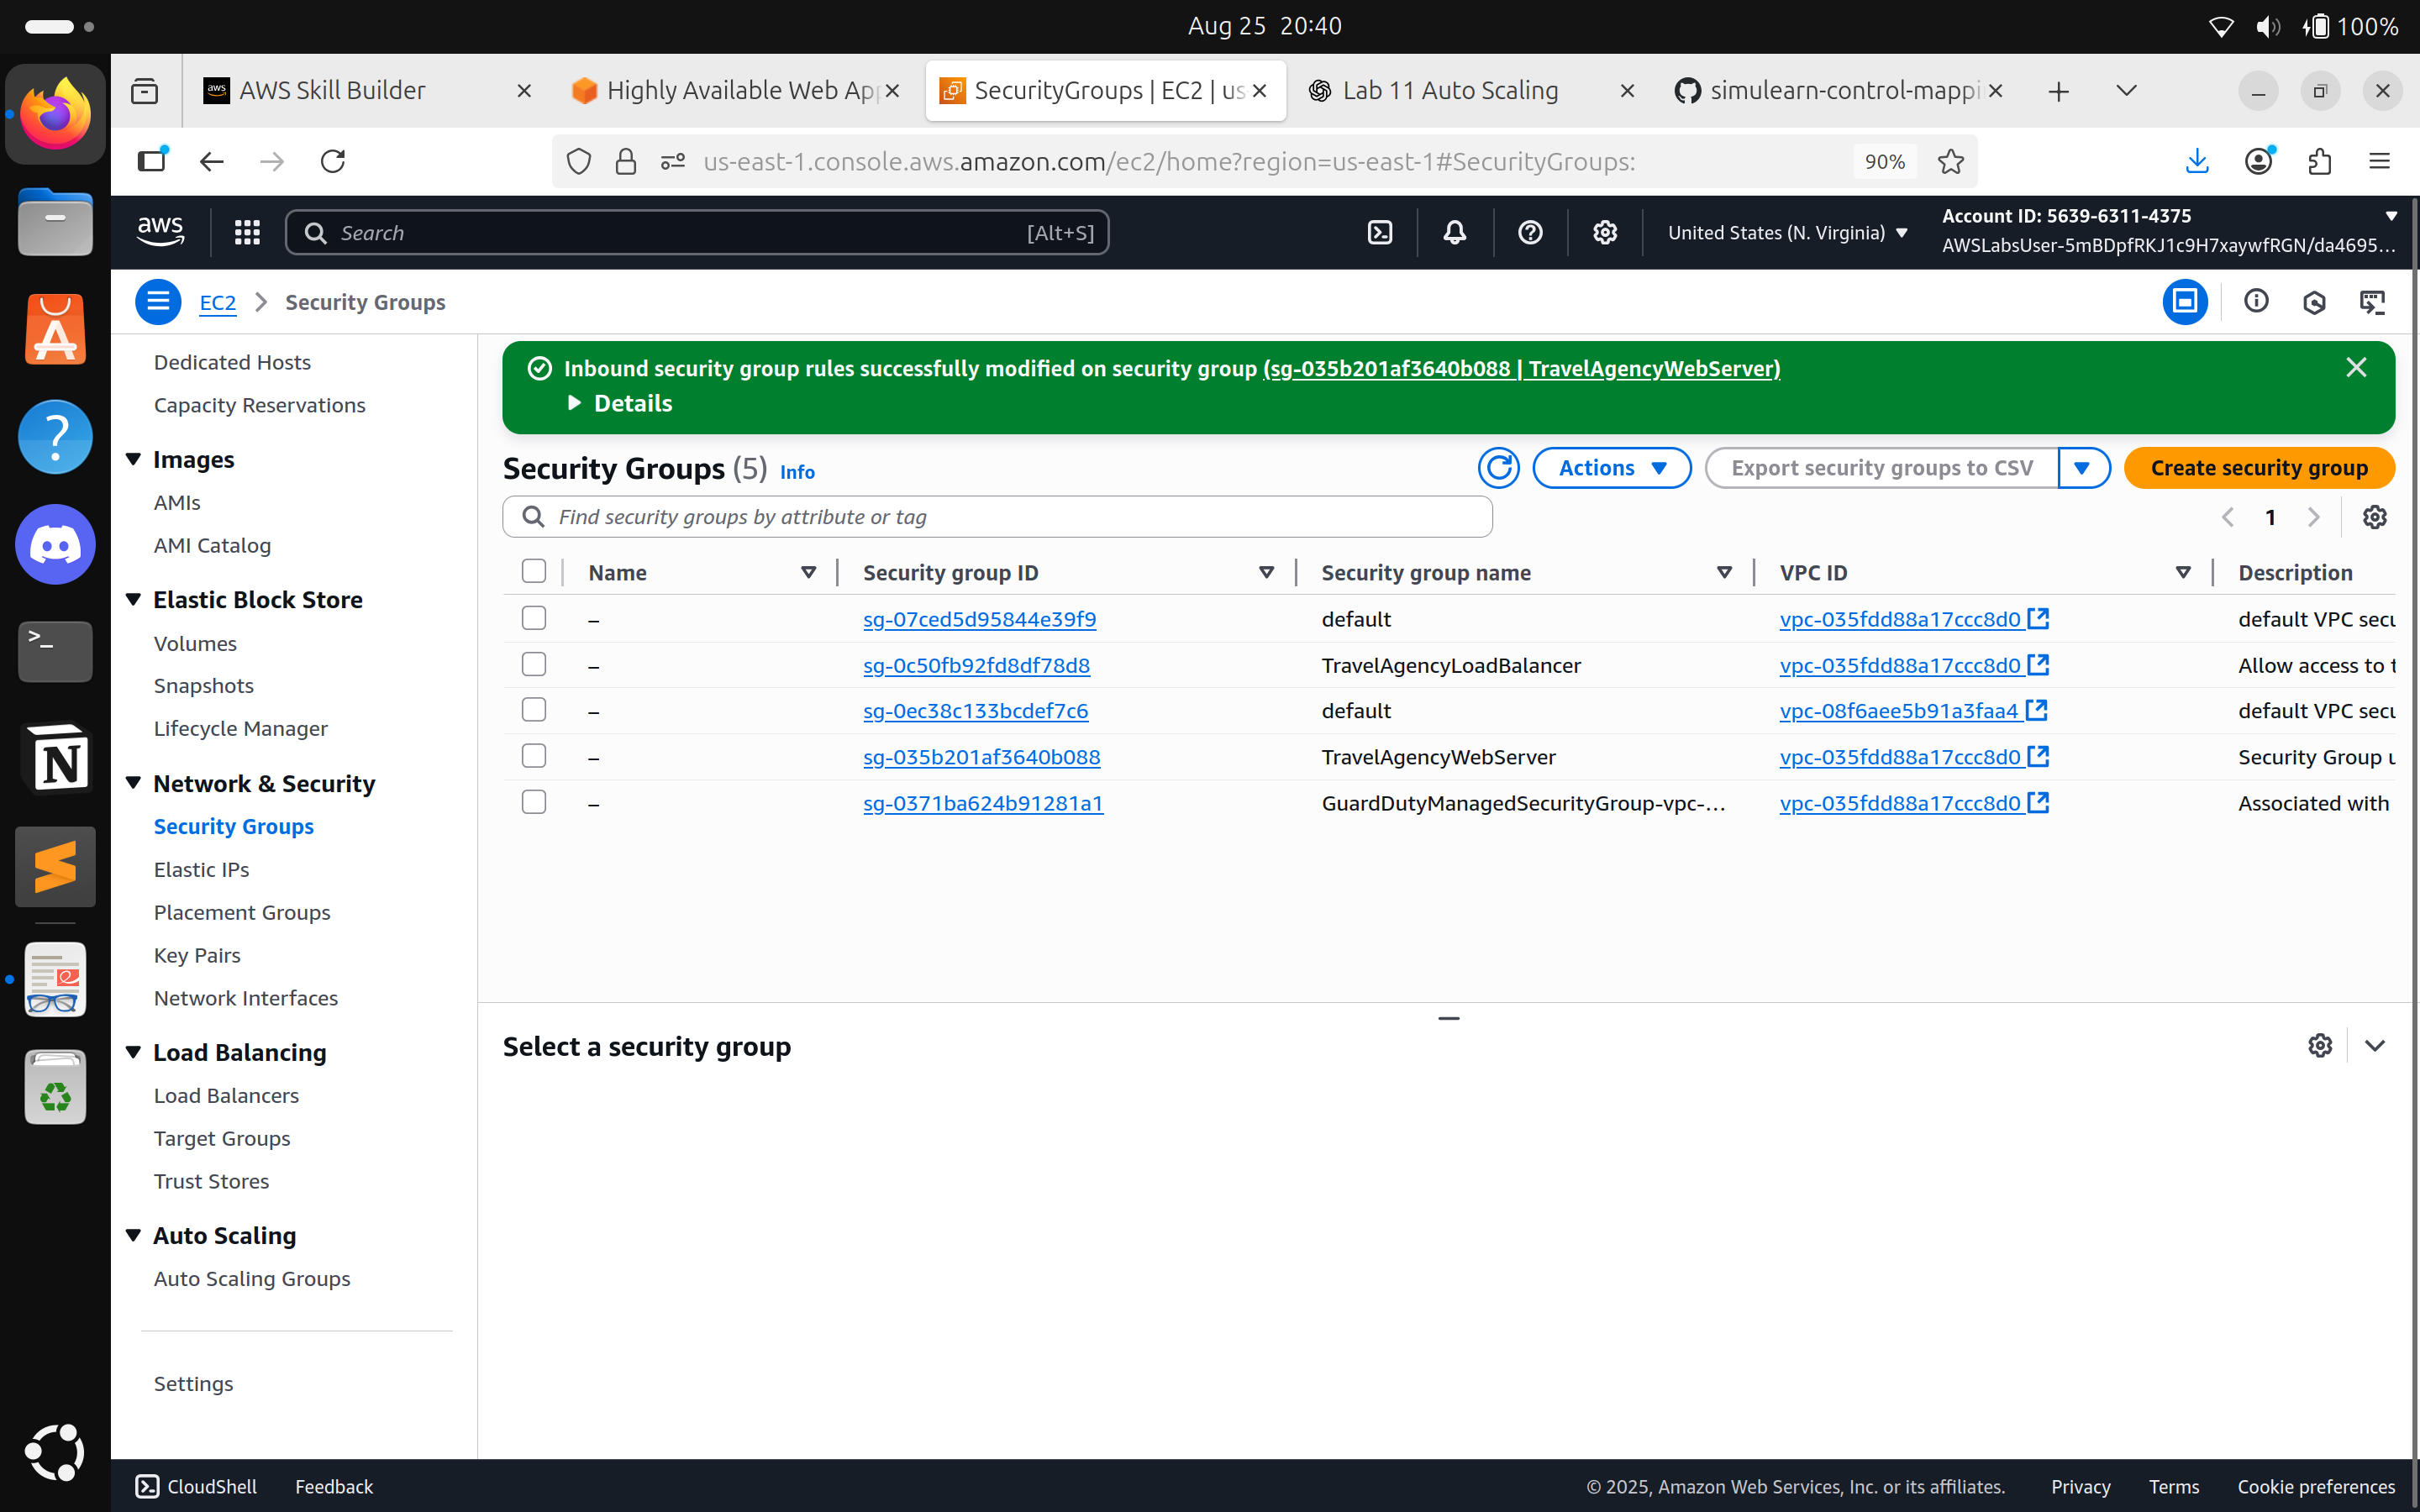 Aug 25 20:40
100%
AWS Skill Builder
Highly Available Web App
SecurityGroups | EC2 | us
Lab 11 Auto Scaling
simulearn-control-mappi
us-east-1.console.aws.amazon.com/ec2/home?region=us-east-1#SecurityGroups:
90%
aws
Search
[Alt+S]
United States (N. Virginia)
Account ID: 5639-6311-4375
AWSLabsUser-5mBDpfRKJ1c9H7xaywfRGN/da4695...
EC2
Security Groups
Dedicated Hosts
Capacity Reservations
Images
AMIs
AMI Catalog
Elastic Block Store
Volumes
Snapshots
Lifecycle Manager
Network & Security
Security Groups
Elastic IPs
Placement Groups
Key Pairs
Network Interfaces
Load Balancing
Load Balancers
Target Groups
Trust Stores
Auto Scaling
Auto Scaling Groups
Settings
Inbound security group rules successfully modified on security group (sg-035b201af3640b088 | TravelAgencyWebServer)
Details
Security Groups (5) Info
Actions
Export security groups to CSV
Create security group
Find security groups by attribute or tag
1
Name Security group ID Security group name VPC ID Description
– sg-07ced5d95844e39f9 default vpc-035fdd88a17ccc8d0 default VPC secu
– sg-0c50fb92fd8df78d8 TravelAgencyLoadBalancer vpc-035fdd88a17ccc8d0 Allow access to t
– sg-0ec38c133bcdef7c6 default vpc-08f6aee5b91a3faa4 default VPC secu
– sg-035b201af3640b088 TravelAgencyWebServer vpc-035fdd88a17ccc8d0 Security Group u
– sg-0371ba624b91281a1 GuardDutyManagedSecurityGroup-vpc-... vpc-035fdd88a17ccc8d0 Associated with
Select a security group
CloudShell
Feedback
© 2025, Amazon Web Services, Inc. or its affiliates.
Privacy
Terms
Cookie preferences